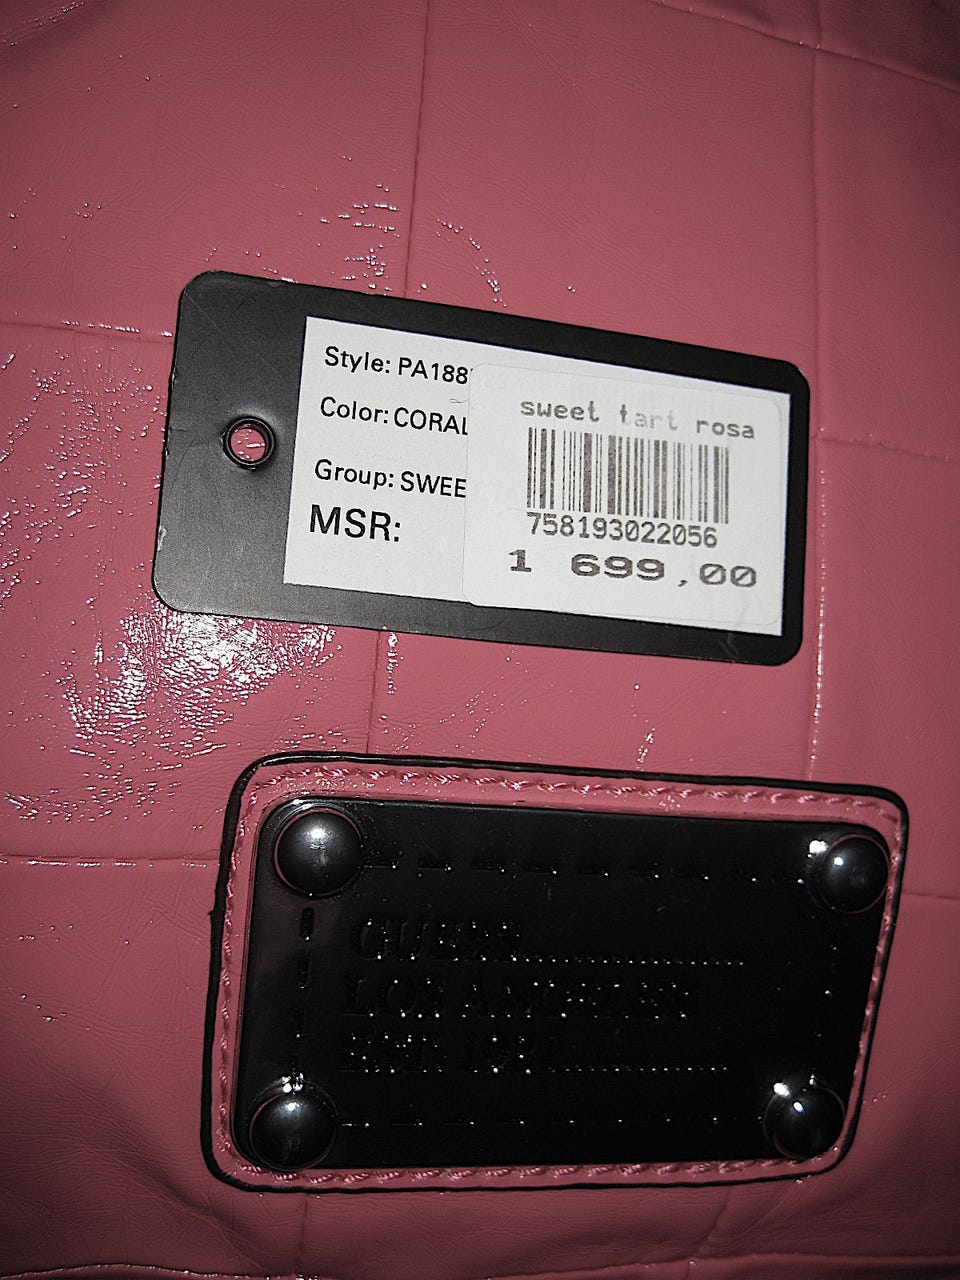 Style: PA188
Color: CORAL
Group: SWEE
MSR:
sweet tart rosa
758193022056
1 699,00
GUESS....................
LOS ANGELES
EST. 1981....................